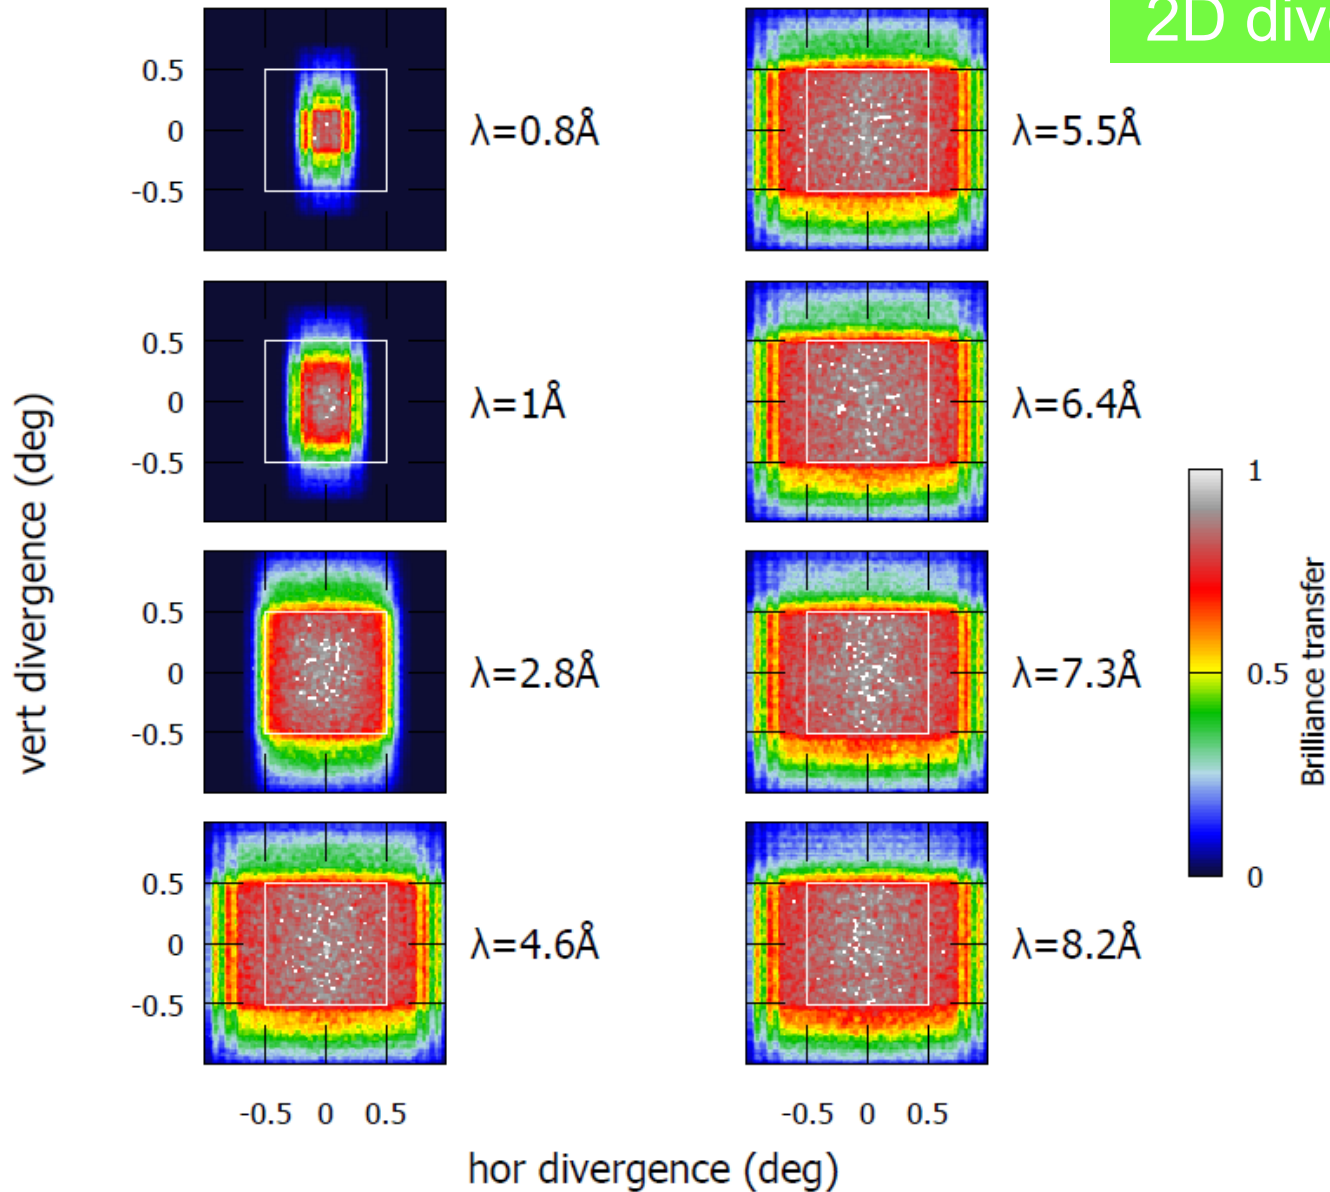 2D dive
0.5
0
-0.5
λ=0.8Å
λ=5.5Å
0.5
0
-0.5
λ=1Å
λ=6.4Å
0.5
0
-0.5
λ=2.8Å
λ=7.3Å
0.5
0
-0.5
λ=4.6Å
λ=8.2Å
-0.5 0 0.5
-0.5 0 0.5
hor divergence (deg)
vert divergence (deg)
1
0.5
0
Brilliance transfer